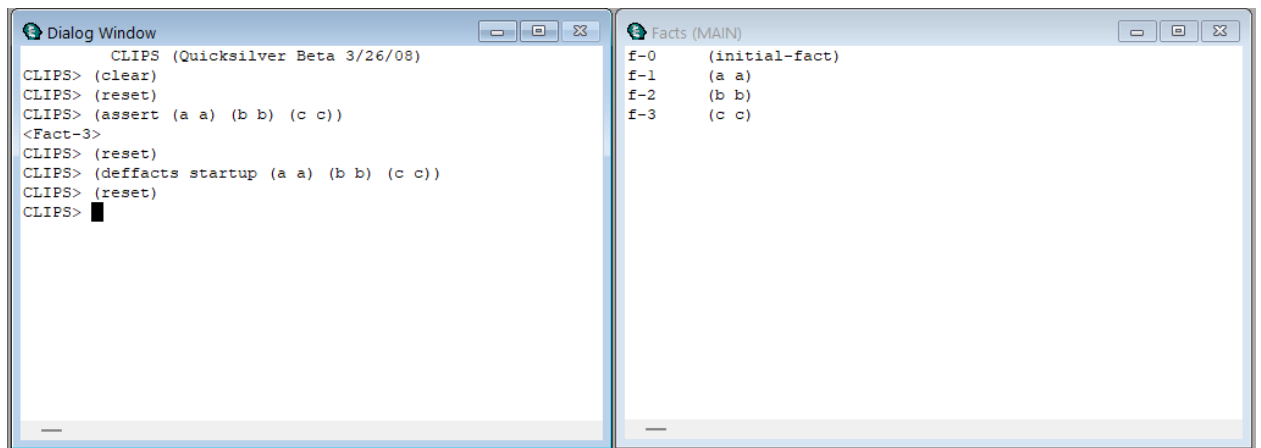 Dialog Window
CLIPS (Quicksilver Beta 3/26/08)
CLIPS> (clear)
CLIPS> (reset)
CLIPS> (assert (a a) (b b) (c c))
<Fact-3>
CLIPS> (reset)
CLIPS> (deffacts startup (a a) (b b) (c c))
CLIPS> (reset)
CLIPS>
Facts (MAIN)
f-0 (initial-fact)
f-1 (a a)
f-2 (b b)
f-3 (c c)